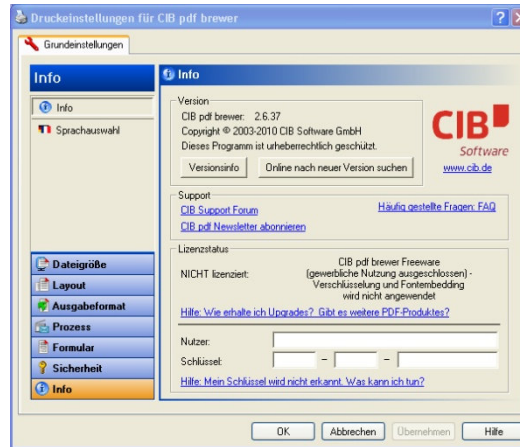 Druckeinstellungen für CIB pdf brewer
Grundeinstellungen
Info
Info
Sprachauswahl
Dateigröße
Layout
Ausgabeformat
Prozess
Formular
Sicherheit
Info
Info
Version
CIB pdf brewer: 2.6.37
Copyright © 2003-2010 CIB Software GmbH
Dieses Programm ist urheberrechtlich geschützt.
Versionsinfo
Online nach neuer Version suchen
CIB
Software
www.cib.de
Support
CIB Support Forum
Häufig gestellte Fragen: FAQ
CIB pdf Newsletter abonnieren
Lizenzstatus
NICHT lizenziert:
CIB pdf brewer Freeware
(gewerbliche Nutzung ausgeschlossen) -
Verschlüsselung und Fontembedding
wird nicht angewendet
Hilfe: Wie erhalte ich Upgrades? Gibt es weitere PDF-Produktes?
Nutzer:
Schlüssel: - -
Hilfe: Mein Schlüssel wird nicht erkannt. Was kann ich tun?
OK Abbrechen Übernehmen Hilfe